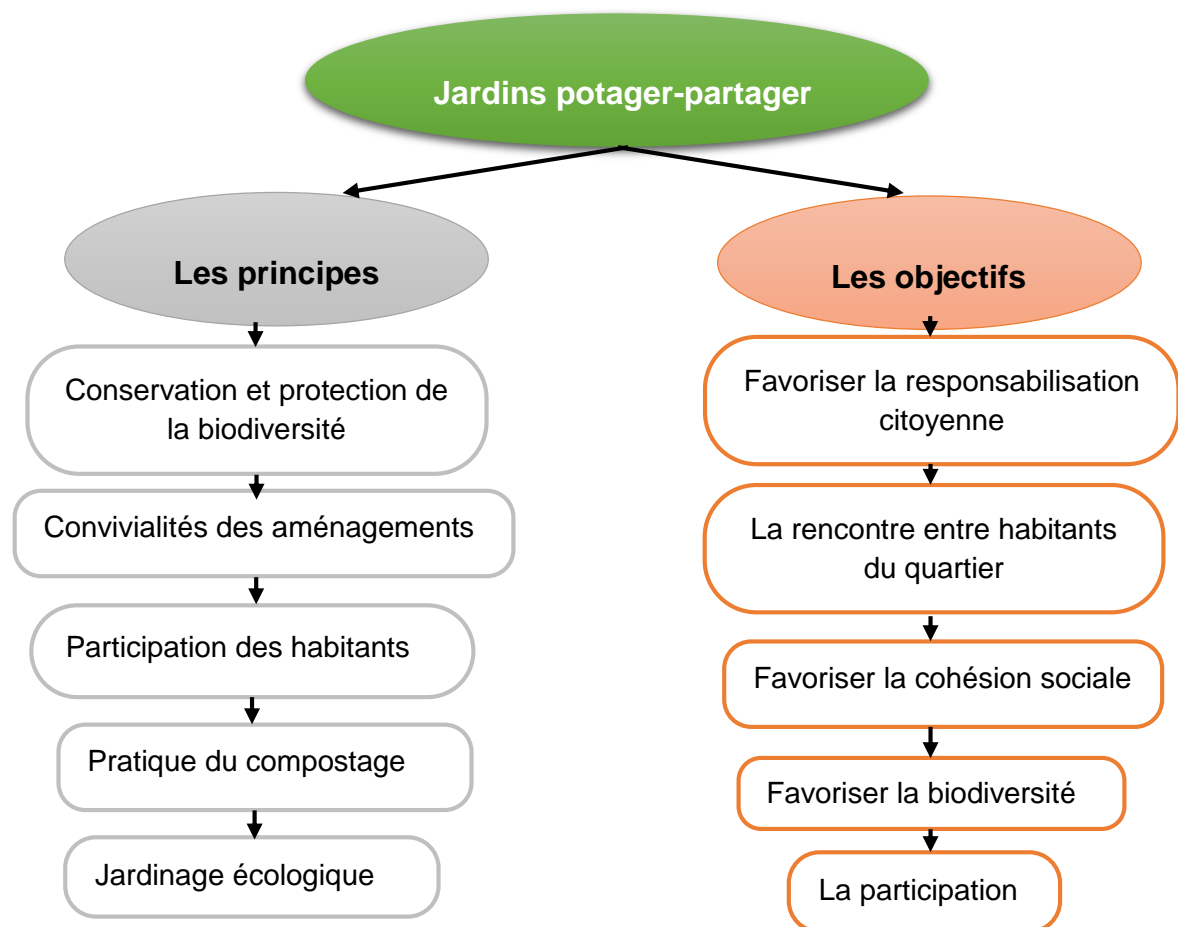 Jardins potager-partager
Les principes
Conservation et protection de
la biodiversité
Convivialités des aménagements
Participation des habitants
Pratique du compostage
Jardinage écologique
Les objectifs
Favoriser la responsabilisation
citoyenne
La rencontre entre habitants
du quartier
Favoriser la cohésion sociale
Favoriser la biodiversité
La participation